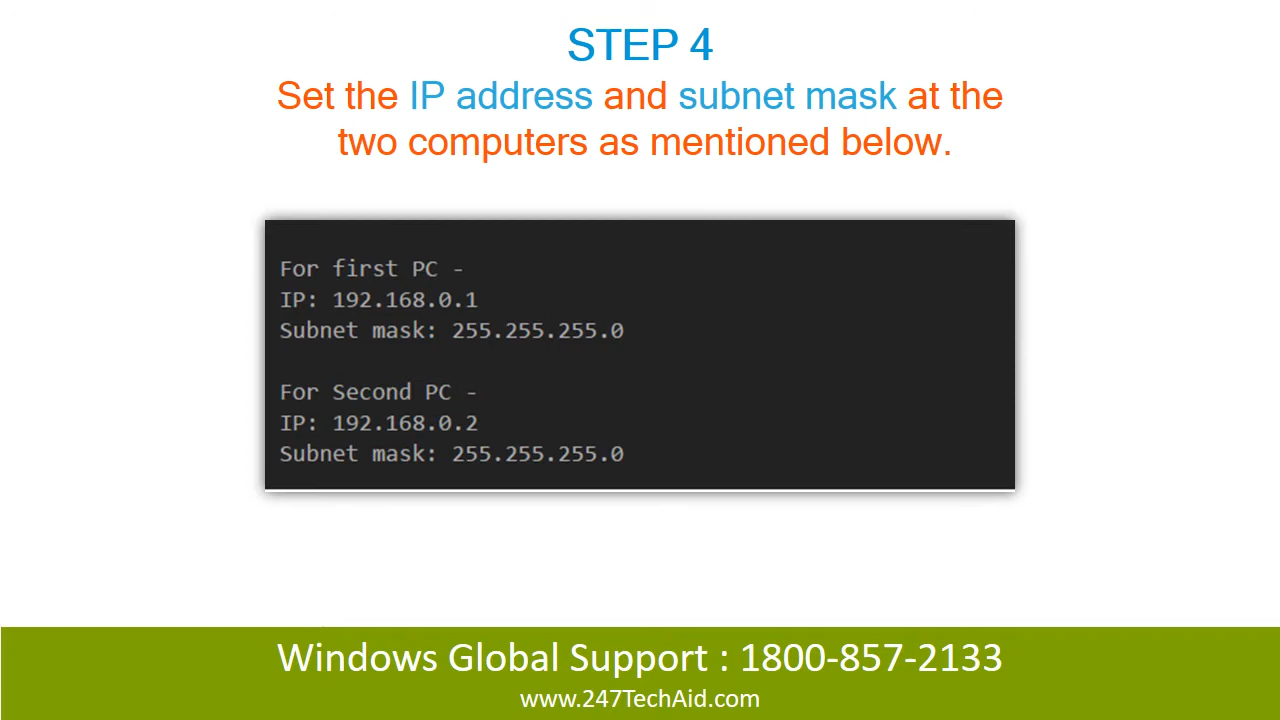 STEP 4
Set the IP address and subnet mask at the
two computers as mentioned below.
For first PC -
IP: 192.168.0.1
Subnet mask: 255.255.255.0
For Second PC -
IP: 192.168.0.2
Subnet mask: 255.255.255.0
Windows Global Support : 1800-857-2133
www.247TechAid.com